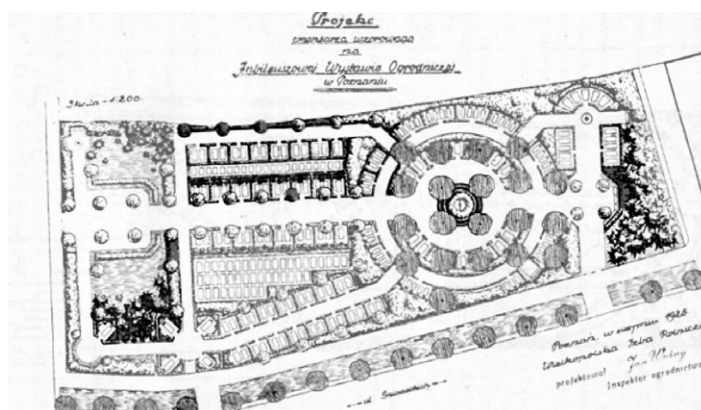 Projekt
cmentarza wzorowego
na
Jubileuszowej Wystawie Ogrodniczej
w Poznaniu
Skala - 1:200
Poznań, w sierpniu 1926
Wielkopolska Izba Rolnicza
projektował
Inspektor ogrodnictwa
ul.